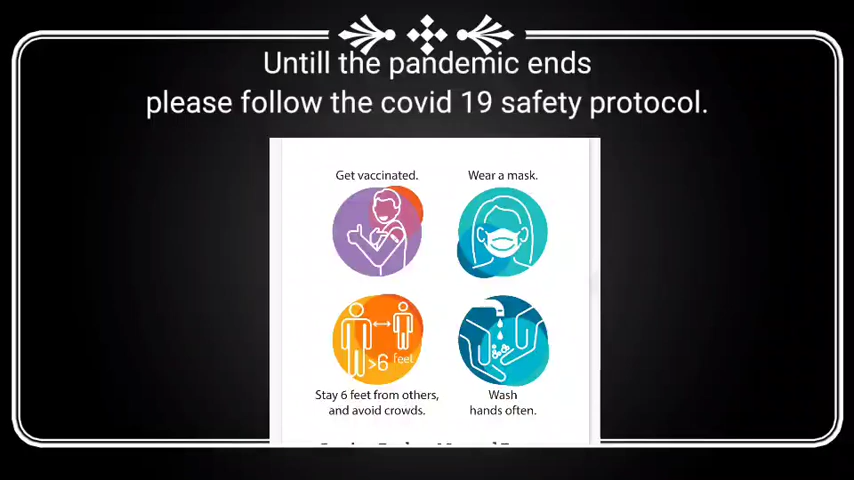 Untill the pandemic ends
please follow the covid 19 safety protocol.
Get vaccinated.
Wear a mask.
>6 feet
Stay 6 feet from others,
and avoid crowds.
Wash
hands often.